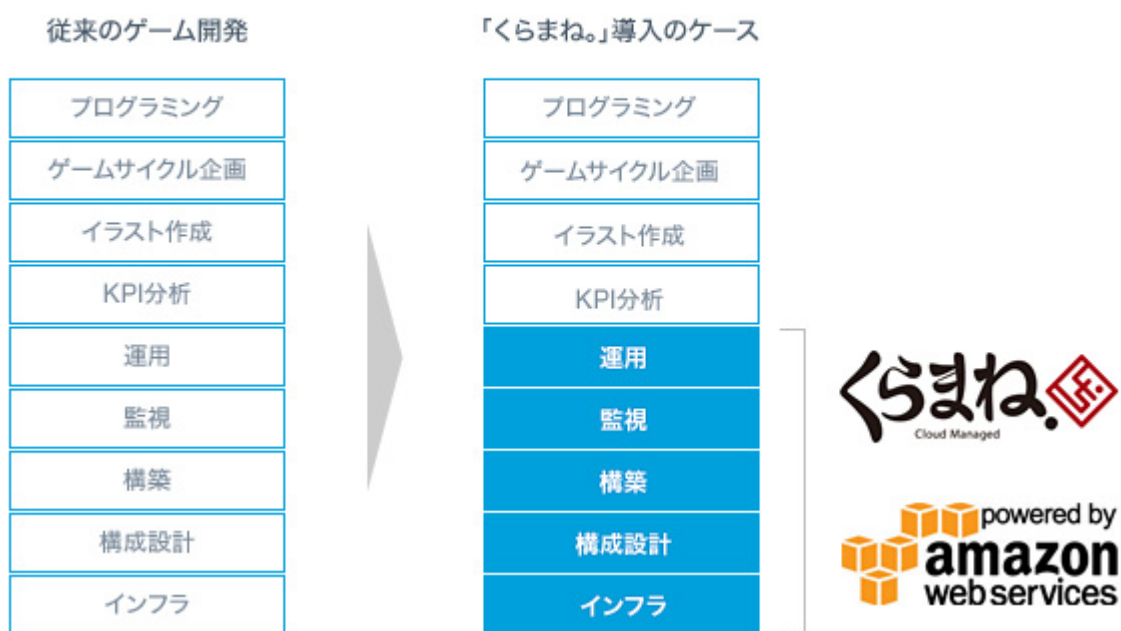 従来のゲーム開発
プログラミング
ゲームサイクル企画
イラスト作成
KPI分析
運用
監視
構築
構成設計
インフラ
「くらまね。」導入のケース
プログラミング
ゲームサイクル企画
イラスト作成
KPI分析
運用
監視
構築
構成設計
インフラ
くらまね.
Cloud Managed
powered by
amazon
web services